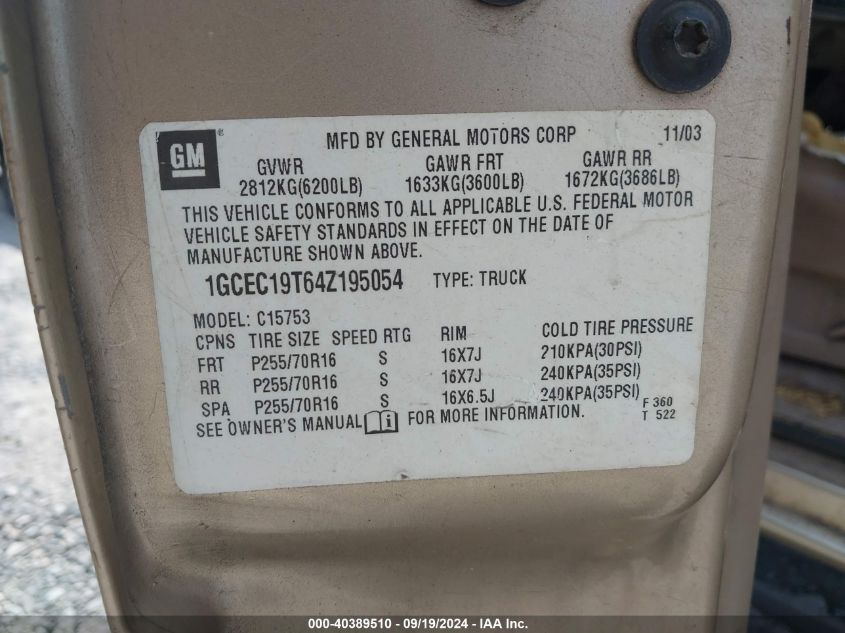 GM
MFD BY GENERAL MOTORS CORP 11/03
GVWR GAWR FRT GAWR RR
2812KG(6200LB) 1633KG(3600LB) 1672KG(3686LB)
THIS VEHICLE CONFORMS TO ALL APPLICABLE U.S. FEDERAL MOTOR
VEHICLE SAFETY STANDARDS IN EFFECT ON THE DATE OF
MANUFACTURE SHOWN ABOVE.
1GCEC19T64Z195054 TYPE: TRUCK
MODEL: C15753
CPNS TIRE SIZE SPEED RTG RIM COLD TIRE PRESSURE
FRT P255/70R16 S 16X7J 210KPA(30PSI)
RR P255/70R16 S 16X7J 240KPA(35PSI)
SPA P255/70R16 S 16X6.5J 240KPA(35PSI)
SEE OWNER'S MANUAL i FOR MORE INFORMATION.
F 360
T 522
000-40389510 - 09/19/2024 - IAA Inc.